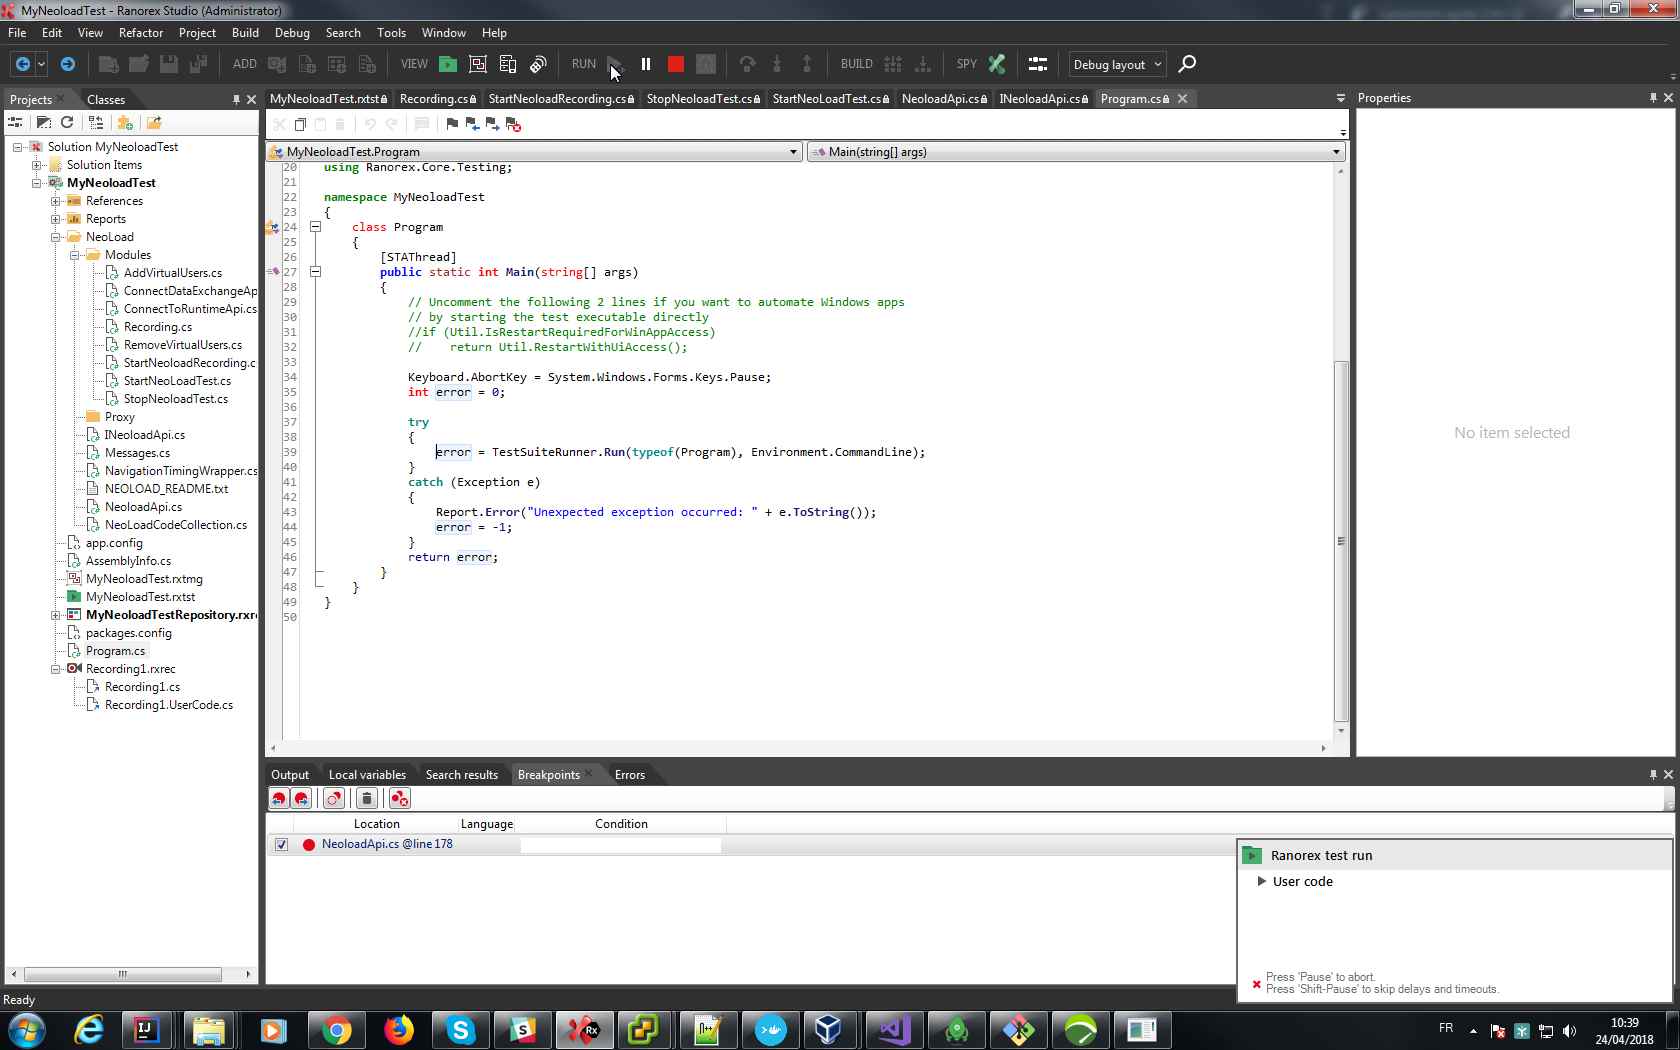 MyNeoloadTest - Ranorex Studio (Administrator)
File Edit View Refactor Project Build Debug Search Tools Window Help
ADD VIEW RUN BUILD SPY Debug layout
Projects Classes
Solution MyNeoloadTest
Solution Items
MyNeoloadTest
References
Reports
NeoLoad
Modules
AddVirtualUsers.cs
ConnectDataExchangeAp
ConnectToRuntimeApi.cs
Recording.cs
RemoveVirtualUsers.cs
StartNeoloadRecording.c
StartNeoLoadTest.cs
StopNeoloadTest.cs
Proxy
INeoloadApi.cs
Messages.cs
NavigationTimingWrapper.cs
NEOLOAD_README.txt
NeoloadApi.cs
NeoLoadCodeCollection.cs
app.config
AssemblyInfo.cs
MyNeoloadTest.rxtmg
MyNeoloadTest.rxtst
MyNeoloadTestRepository.rxre
packages.config
Program.cs
Recording1.rxrec
Recording1.cs
Recording1.UserCode.cs
MyNeoloadTest.rxtst Recording.cs StartNeoloadRecording.cs StopNeoloadTest.cs StartNeoLoadTest.cs NeoloadApi.cs INeoloadApi.cs Program.cs
MyNeoloadTest.Program Main(string[] args)
20 using Ranorex.Core.Testing;
21
22 namespace MyNeoloadTest
23 {
24 class Program
25 {
26 [STAThread]
27 public static int Main(string[] args)
28 {
29 // Uncomment the following 2 lines if you want to automate Windows apps
30 // by starting the test executable directly
31 //if (Util.IsRestartRequiredForWinAppAccess)
32 // return Util.RestartWithUiAccess();
33
34 Keyboard.AbortKey = System.Windows.Forms.Keys.Pause;
35 int error = 0;
36
37 try
38 {
39 error = TestSuiteRunner.Run(typeof(Program), Environment.CommandLine);
40 }
41 catch (Exception e)
42 {
43 Report.Error("Unexpected exception occurred: " + e.ToString());
44 error = -1;
45 }
46 return error;
47 }
48 }
49 }
50
Properties
No item selected
Output Local variables Search results Breakpoints Errors
Location Language Condition
NeoloadApi.cs @line 178
Ranorex test run
User code
Press 'Pause' to abort.
Press 'Shift-Pause' to skip delays and timeouts.
Ready
IJ
S
Rx
N++
FR
10:39
24/04/2018